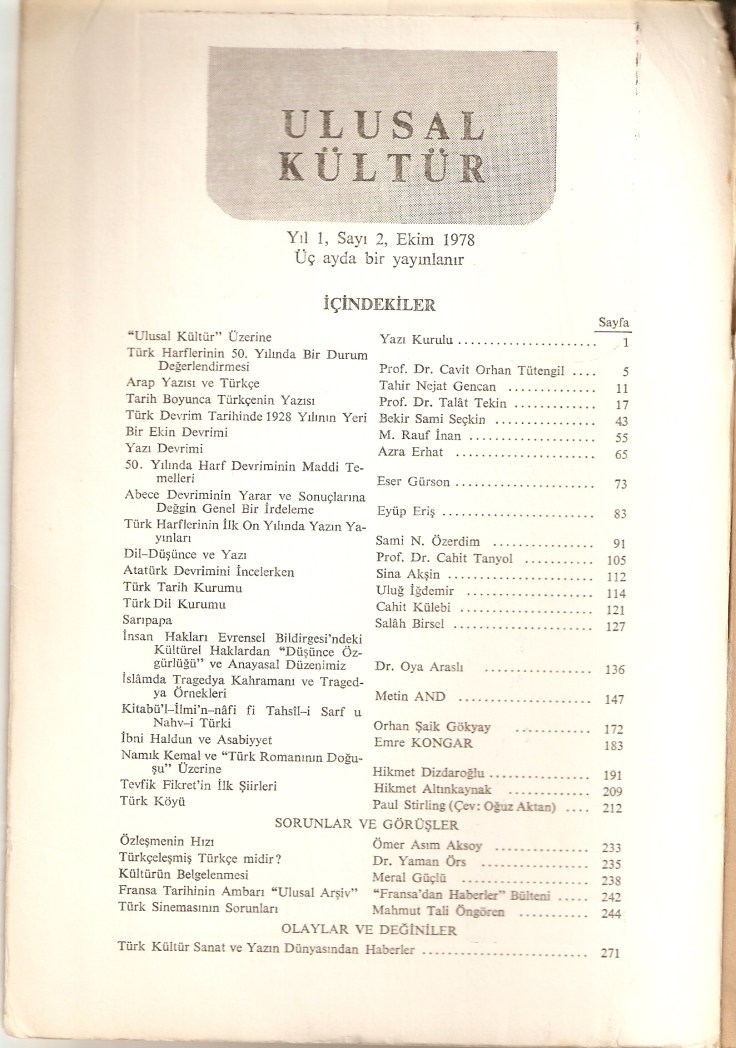 ULUSAL
KÜLTÜR
Yıl 1, Sayı 2, Ekim 1978
Üç ayda bir yayınlanır
İÇİNDEKİLER
Sayfa
"Ulusal Kültür" Üzerine Yazı Kurulu ...................... 1
Türk Harflerinin 50. Yılında Bir Durum
Değerlendirmesi Prof. Dr. Cavit Orhan Tütengil .... 5
Arap Yazısı ve Türkçe Tahir Nejat Gencan .............. 11
Tarih Boyunca Türkçenin Yazısı Prof. Dr. Talât Tekin ............. 17
Türk Devrim Tarihinde 1928 Yılının Yeri Bekir Sami Seçkin ................ 43
Bir Ekin Devrimi M. Rauf İnan .................... 55
Yazı Devrimi Azra Erhat ...................... 65
50. Yılında Harf Devriminin Maddi Te-
melleri Eser Gürson ...................... 73
Abece Devriminin Yarar ve Sonuçlarına
Değgin Genel Bir İrdeleme Eyüp Eriş ........................ 83
Türk Harflerinin İlk On Yılında Yazın Ya-
yınları Sami N. Özerdim ................ 91
Dil–Düşünce ve Yazı Prof. Dr. Cahit Tanyol ........... 105
Atatürk Devrimini İncelerken Sina Akşin ....................... 112
Türk Tarih Kurumu Uluğ İğdemir .................... 114
Türk Dil Kurumu Cahit Külebi ..................... 121
Sarıpapa Salâh Birsel ...................... 127
İnsan Hakları Evrensel Bildirgesi'ndeki
Kültürel Haklardan "Düşünce Öz-
gürlüğü" ve Anayasal Düzenimiz Dr. Oya Araslı ................. 136
İslâmda Tragedya Kahramanı ve Traged-
ya Örnekleri Metin AND ..................... 147
Kitabü'l–İlmi'n–nâfi fi Tahsîl–i Sarf u
Nahv–i Türki Orhan Şaik Gökyay ............ 172
İbni Haldun ve Asabiyyet Emre KONGAR 183
Namık Kemal ve "Türk Romanının Doğu-
şu" Üzerine Hikmet Dizdaroğlu ................ 191
Tevfik Fikret'in İlk Şiirleri Hikmet Altınkaynak .............. 209
Türk Köyü Paul Stirling (Çev: Oğuz Aktan) .... 212
SORUNLAR VE GÖRÜŞLER
Özleşmenin Hızı Ömer Asım Aksoy ............... 233
Türkçeleşmiş Türkçe midir? Dr. Yaman Örs ................. 235
Kültürün Belgelenmesi Meral Güçlü ..................... 238
Fransa Tarihinin Ambarı "Ulusal Arşiv" "Fransa'dan Haberler" Bülteni ..... 242
Türk Sinemasının Sorunları Mahmut Tali Öngören ........... 244
OLAYLAR VE DEĞİNİLER
Türk Kültür Sanat ve Yazın Dünyasından Haberler ......................... 271